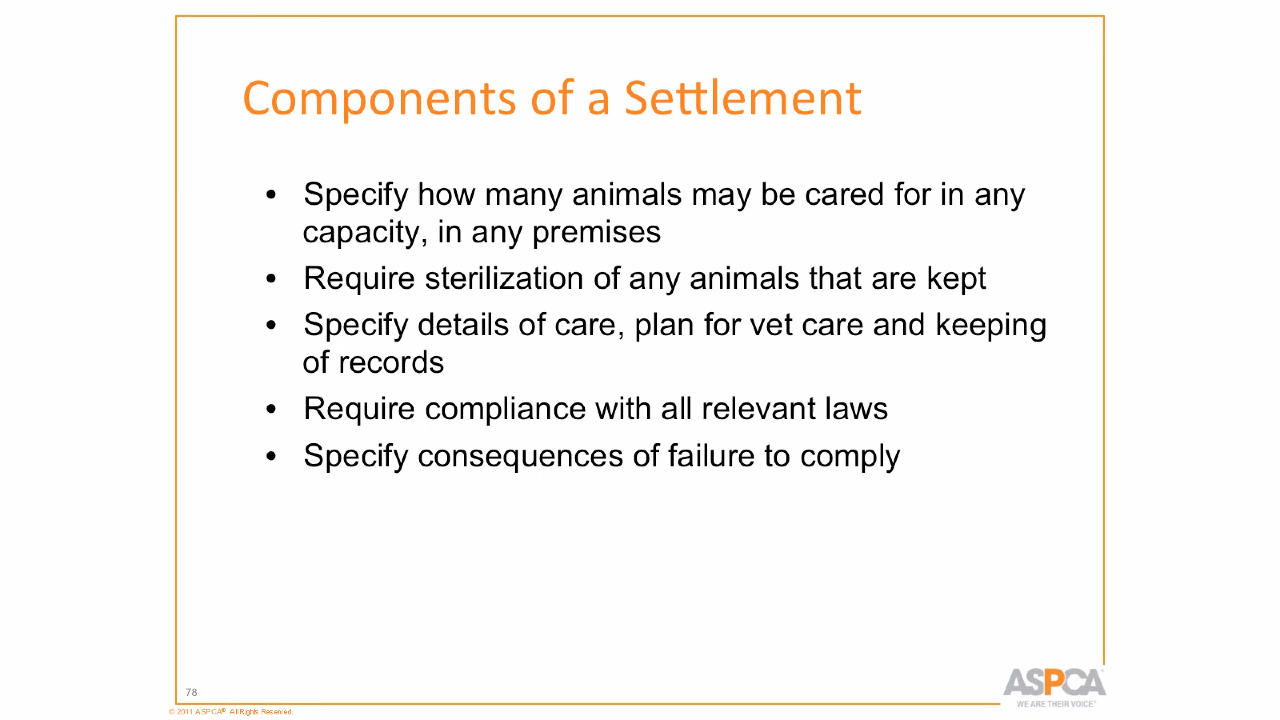 Components of a Settlement
• Specify how many animals may be cared for in any
capacity, in any premises
• Require sterilization of any animals that are kept
• Specify details of care, plan for vet care and keeping
of records
• Require compliance with all relevant laws
• Specify consequences of failure to comply
78
ASPCA
WE ARE THEIR VOICE™
© 2011 ASPCA® All Rights Reserved.